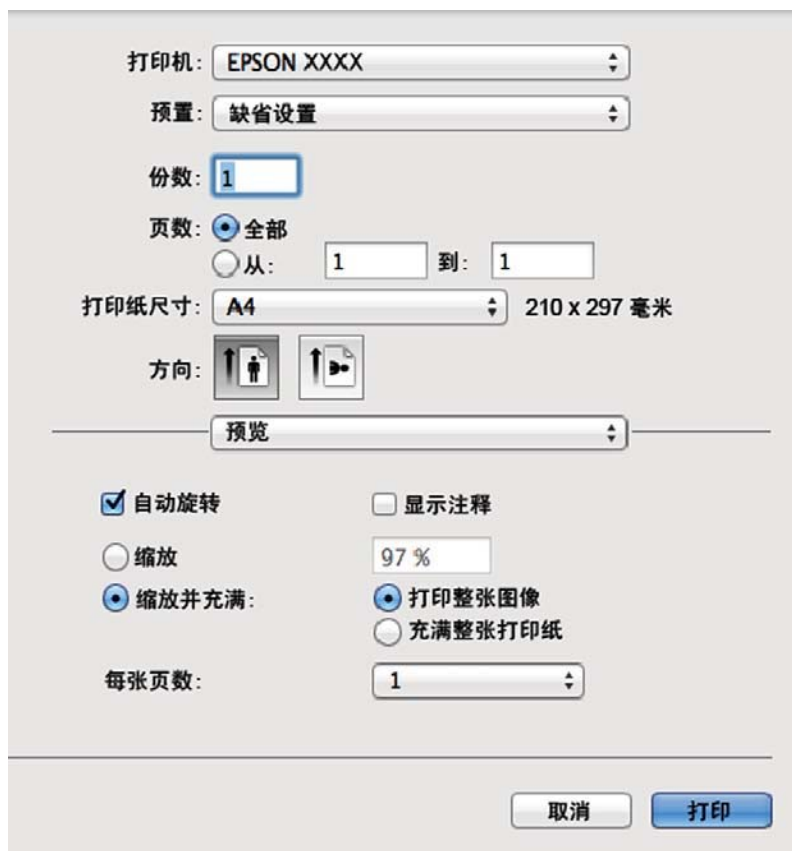 打印机: EPSON XXXX
预置: 缺省设置
份数: 1
页数: 全部
从: 1 到: 1
打印纸尺寸: A4 210 x 297 毫米
方向:
预览
自动旋转 显示注释
缩放 97 %
缩放并充满: 打印整张图像
充满整张打印纸
每张页数: 1
取消 打印